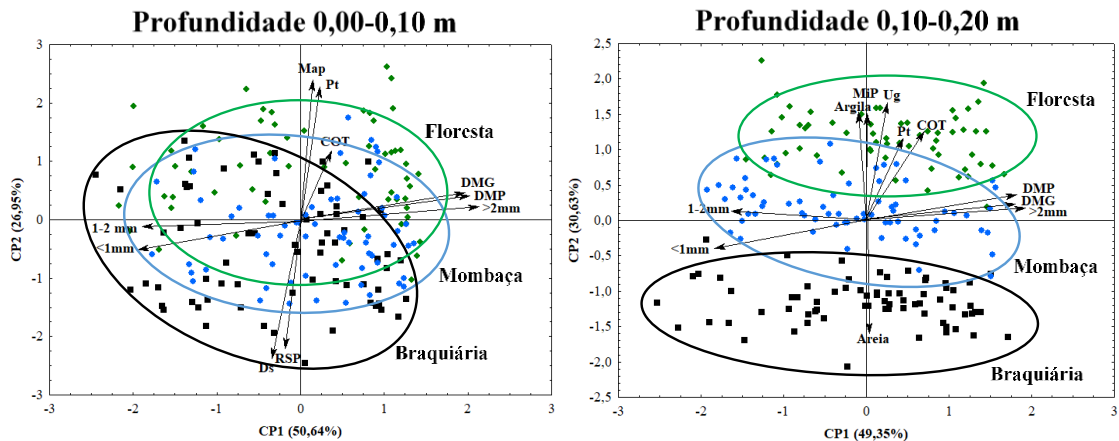 Profundidade 0,00-0,10 m
3
2
1
0
-1
-2
-3
CP2 (26,95%)
Map
Pt
COT
Floresta
DMG
DMP
>2mm
1-2 mm
<1mm
Mombaça
RSP
Ds
Braquiária
-3
-2
-1
0
1
2
3
CP1 (50,64%)
Profundidade 0,10-0,20 m
2,5
2,0
1,5
1,0
0,5
0,0
-0,5
-1,0
-1,5
-2,0
2,5
CP2 (30,63%)
Floresta
MiP
Ug
Argila
Pt
COT
DMP
DMG
>2mm
1-2mm
<1mm
Mombaça
Areia
Braquiária
-3
-2
-1
0
1
2
3
CP1 (49,35%)